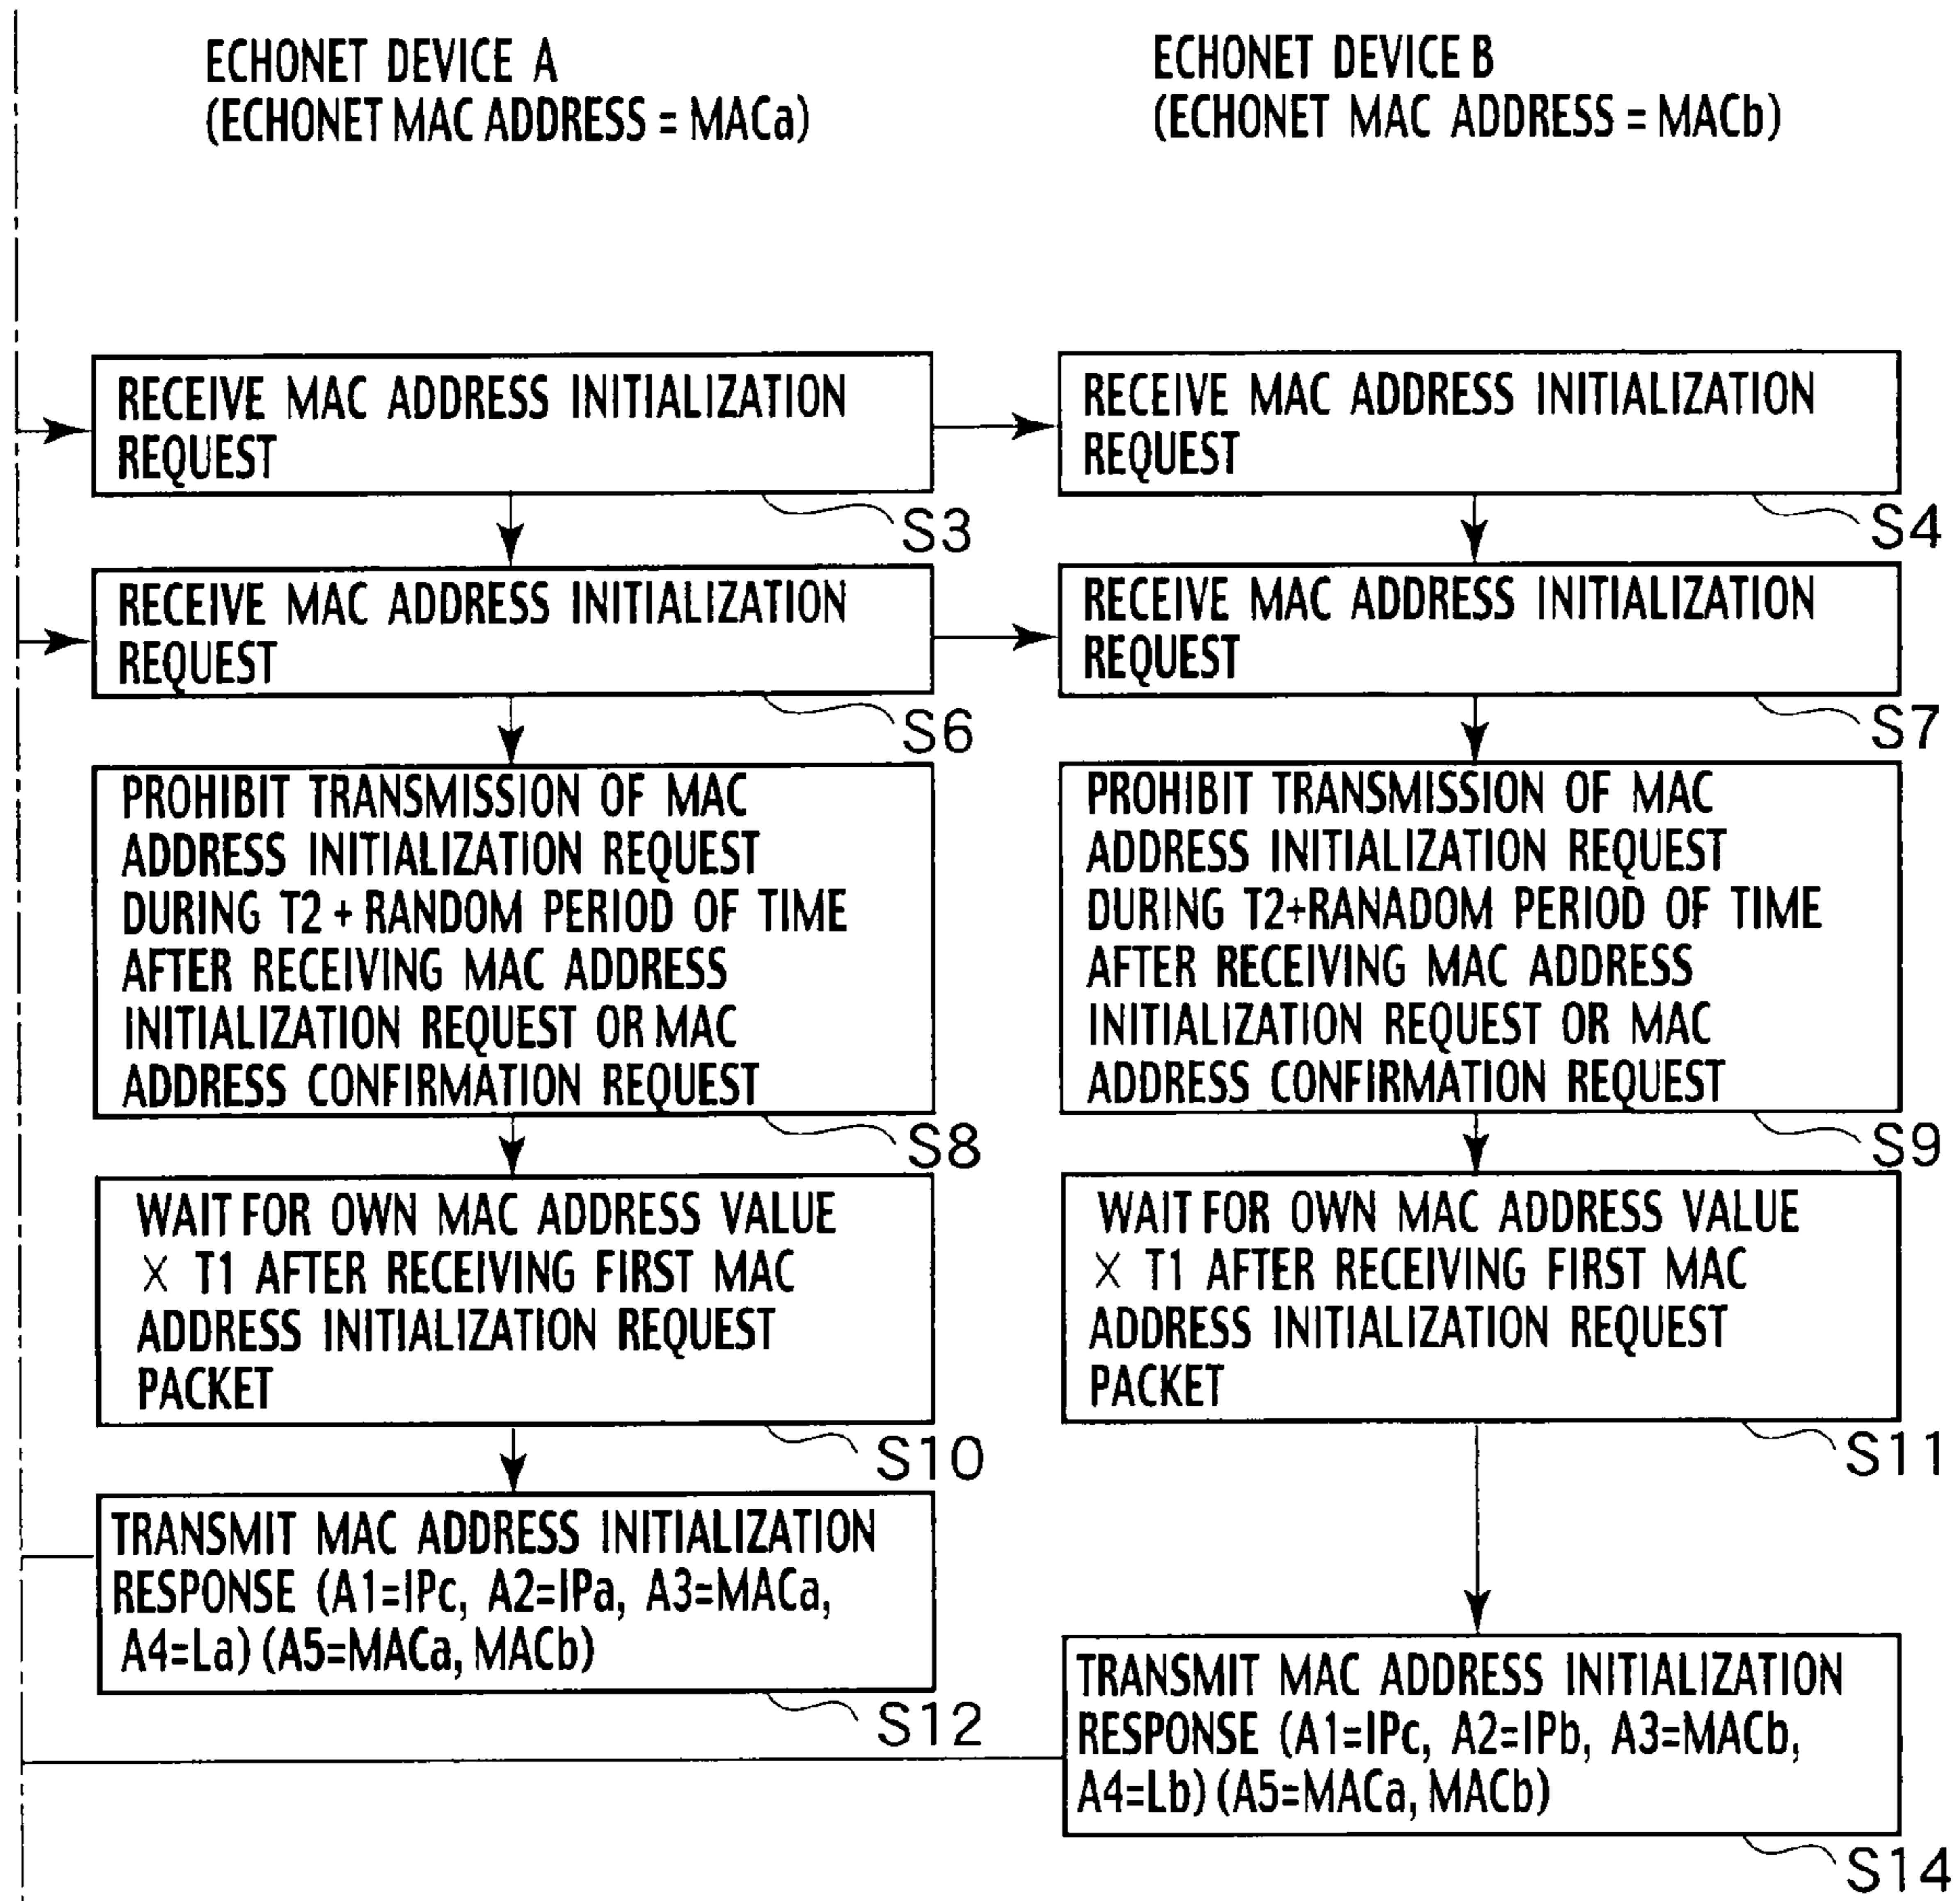 ECHONET DEVICE A
(ECHONET MAC ADDRESS = MACa)
ECHONET DEVICE B
(ECHONET MAC ADDRESS = MACb)
RECEIVE MAC ADDRESS INITIALIZATION
REQUEST
S3
RECEIVE MAC ADDRESS INITIALIZATION
REQUEST
S4
RECEIVE MAC ADDRESS INITIALIZATION
REQUEST
S6
RECEIVE MAC ADDRESS INITIALIZATION
REQUEST
S7
PROHIBIT TRANSMISSION OF MAC
ADDRESS INITIALIZATION REQUEST
DURING T2 + RANDOM PERIOD OF TIME
AFTER RECEIVING MAC ADDRESS
INITIALIZATION REQUEST OR MAC
ADDRESS CONFIRMATION REQUEST
S8
PROHIBIT TRANSMISSION OF MAC
ADDRESS INITIALIZATION REQUEST
DURING T2+RANADOM PERIOD OF TIME
AFTER RECEIVING MAC ADDRESS
INITIALIZATION REQUEST OR MAC
ADDRESS CONFIRMATION REQUEST
S9
WAIT FOR OWN MAC ADDRESS VALUE
× T1 AFTER RECEIVING FIRST MAC
ADDRESS INITIALIZATION REQUEST
PACKET
S10
WAIT FOR OWN MAC ADDRESS VALUE
× T1 AFTER RECEIVING FIRST MAC
ADDRESS INITIALIZATION REQUEST
PACKET
S11
TRANSMIT MAC ADDRESS INITIALIZATION
RESPONSE (A1=IPc, A2=IPa, A3=MACa,
A4=La) (A5=MACa, MACb)
S12
TRANSMIT MAC ADDRESS INITIALIZATION
RESPONSE (A1=IPc, A2=IPb, A3=MACb,
A4=Lb) (A5=MACa, MACb)
S14